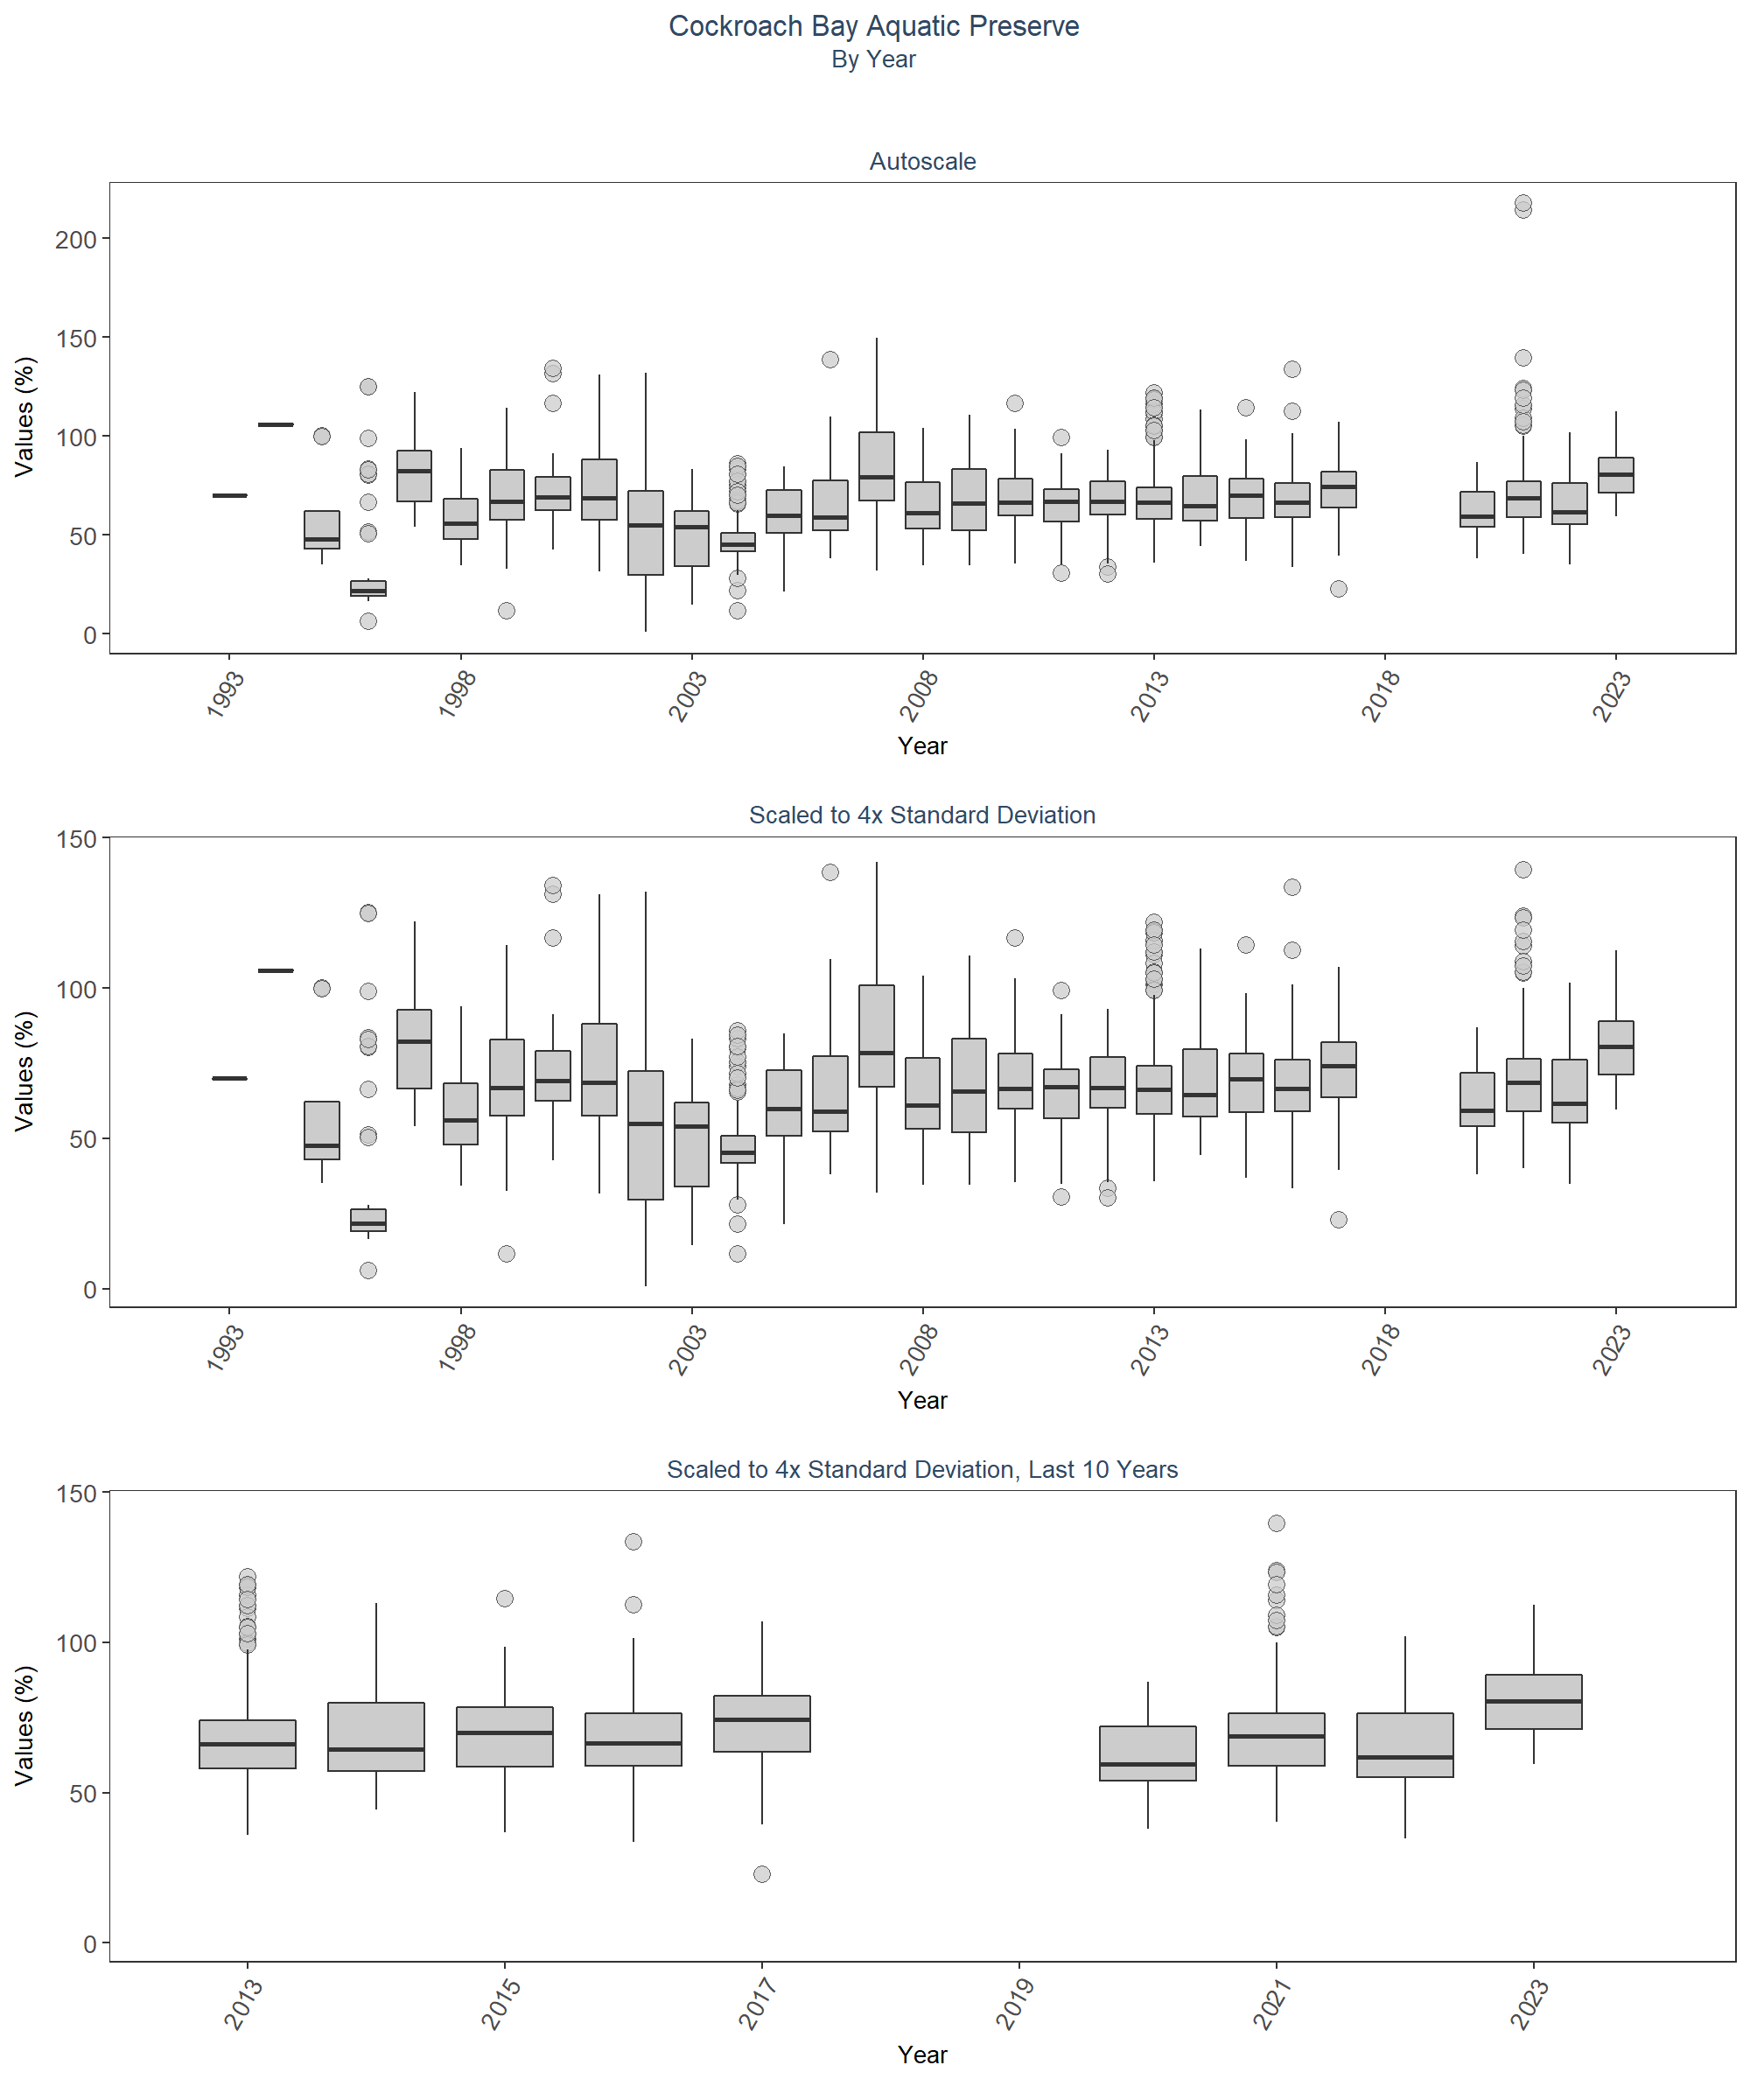 Cockroach Bay Aquatic Preserve
By Year
Autoscale
Values (%)
200
150
100
50
0
1993 1998 2003 2008 2013 2018 2023
Year
Scaled to 4x Standard Deviation
Values (%)
150
100
50
0
1993 1998 2003 2008 2013 2018 2023
Year
Scaled to 4x Standard Deviation, Last 10 Years
Values (%)
150
100
50
0
2013 2015 2017 2019 2021 2023
Year